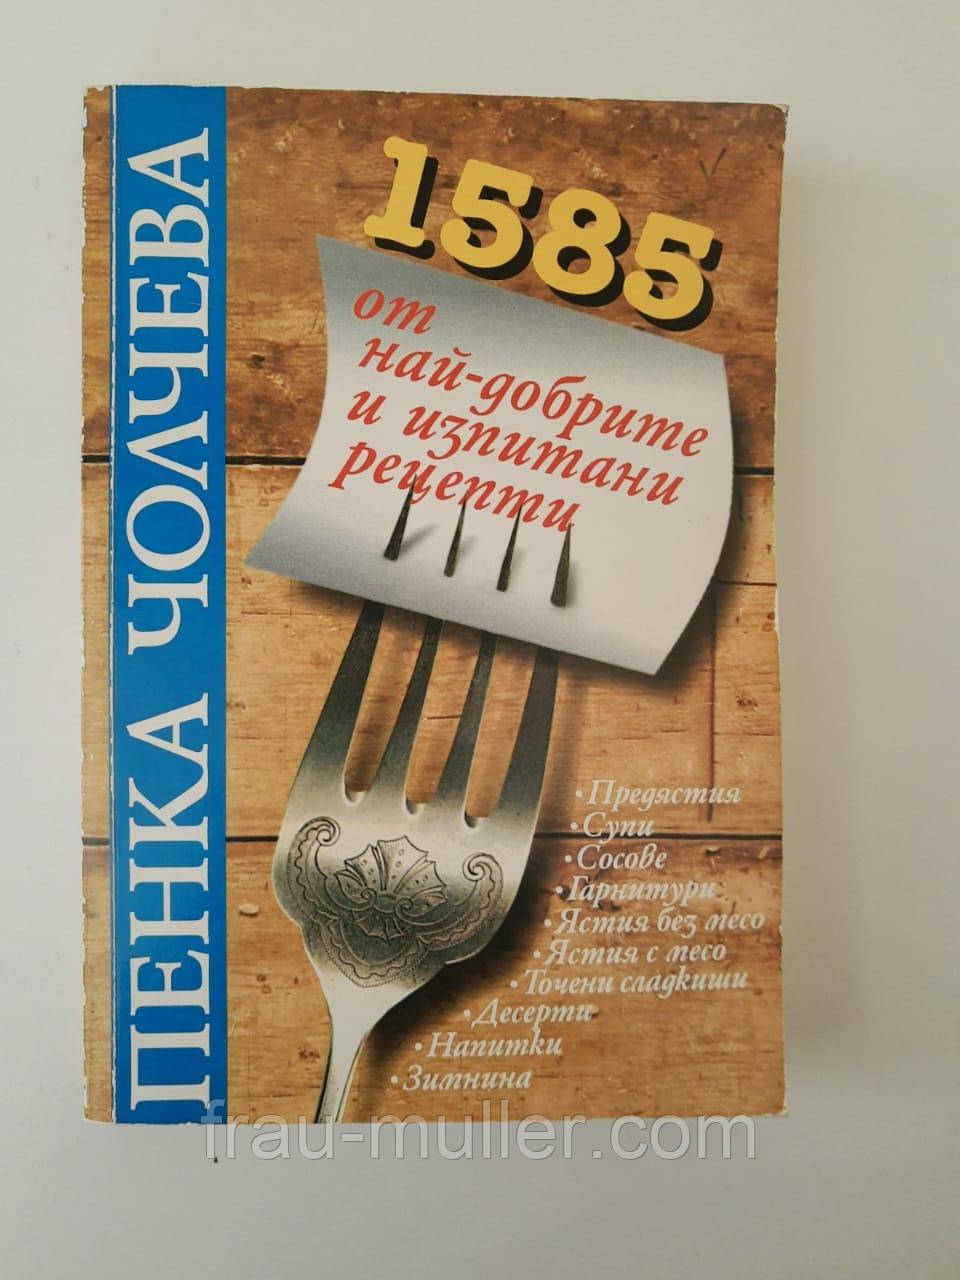 ПЕНКА ЧОЛЧЕВА
1585
от
най-добрите
и изпитани
рецепти
• Предястия
• Супи
• Сосове
• Гарнитури
• Ястия без месо
• Ястия с месо
• Точени сладкиши
• Десерти
• Напитки
• Зимнина
frau-muller.com